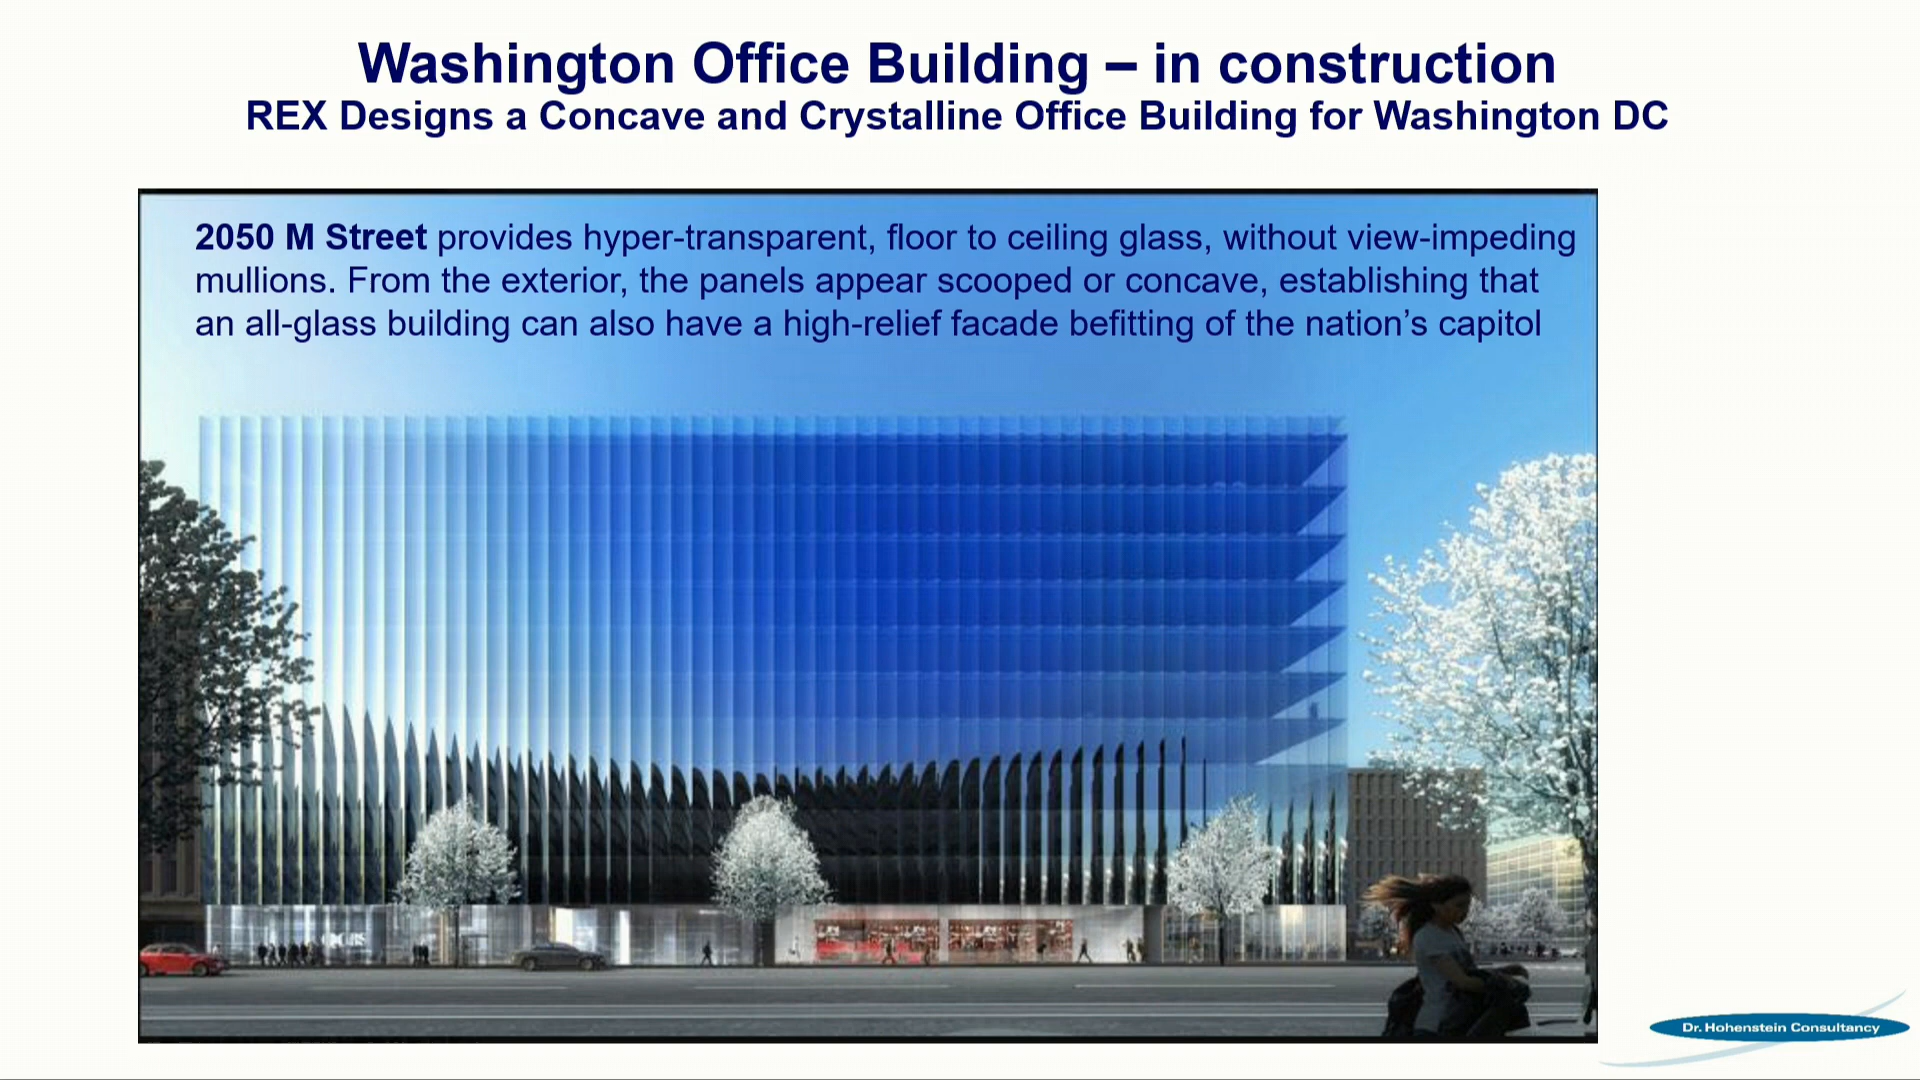 Washington Office Building – in construction
REX Designs a Concave and Crystalline Office Building for Washington DC
2050 M Street provides hyper-transparent, floor to ceiling glass, without view-impeding
mullions. From the exterior, the panels appear scooped or concave, establishing that
an all-glass building can also have a high-relief facade befitting of the nation’s capitol
Dr. Hohenstein Consultancy